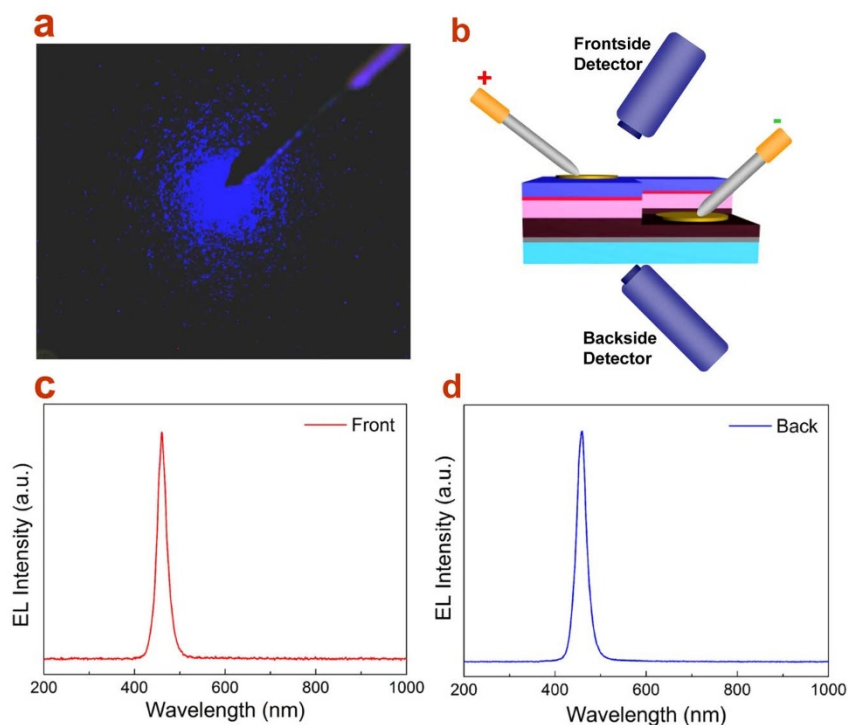 a
b
Frontside
Detector
+
-
Backside
Detector
c
d
Front
EL Intensity (a.u.)
200
400
600
800
1000
Wavelength (nm)
Back
EL Intensity (a.u.)
200
400
600
800
1000
Wavelength (nm)